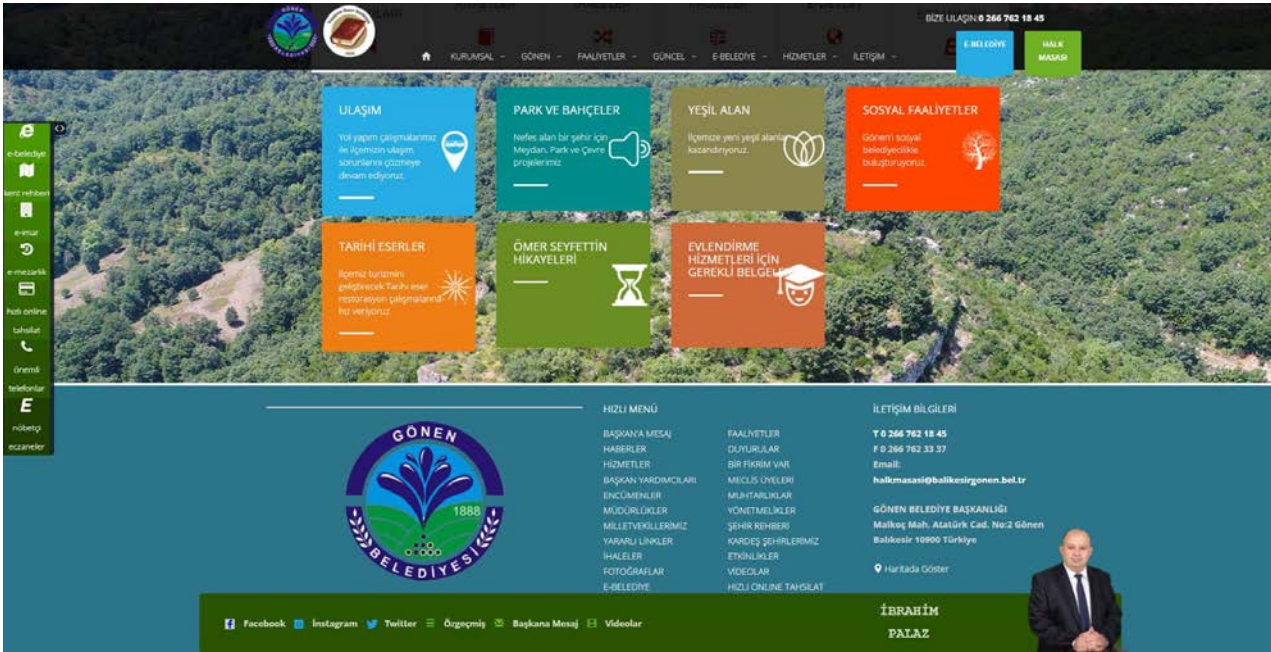 BİZE ULAŞIN:0 266 762 18 45
E-BELEDİYE
HALK
MASASI
KURUMSAL
GÖNEN
FAALİYETLER
GÜNCEL
E-BELEDİYE
HİZMETLER
İLETİŞİM
e-belediye
kent rehberi
e-imar
e-mezarlık
hızlı online
tahsilat
önemli
telefonlar
nöbetçi
eczaneler
ULAŞIM
Yol yapım çalışmalarımız
ile ilçemizin ulaşım
sorunlarını çözmeye
devam ediyoruz.
PARK VE BAHÇELER
Nefes alan bir şehir için
Meydan, Park ve Çevre
projelerimiz
YEŞİL ALAN
İlçemize yeni yeşil alanlar
kazandırıyoruz.
SOSYAL FAALİYETLER
Gönen'i sosyal
belediyecilikle
buluşturuyoruz.
TARİHİ ESERLER
İlçemiz turizmini
geliştirecek Tarihi eser
restorasyon çalışmalarına
hız veriyoruz
ÖMER SEYFETTİN
HİKAYELERİ
EVLENDİRME
HİZMETLERİ İÇİN
GEREKLİ BELGELER
GÖNEN
1888
BELEDİYESİ
HIZLI MENÜ
BAŞKAN'A MESAJ
HABERLER
HİZMETLER
BAŞKAN YARDIMCILARI
ENCÜMENLER
MÜDÜRLÜKLER
MİLLETVEKİLLERİMİZ
YARARLI LİNKLER
İHALELER
FOTOĞRAFLAR
E-BELEDİYE
FAALİYETLER
DUYURULAR
BİR FİKRİM VAR
MECLİS ÜYELERİ
MUHTARLIKLAR
YÖNETMELİKLER
ŞEHİR REHBERİ
KARDEŞ ŞEHİRLERİMİZ
ETKİNLİKLER
VİDEOLAR
HIZLI ONLINE TAHSİLAT
İLETİŞİM BİLGİLERİ
T 0 266 762 18 45
F 0 266 762 33 37
Email:
halkmasasi@balikesirgonen.bel.tr
GÖNEN BELEDİYE BAŞKANLIĞI
Malkoç Mah. Atatürk Cad. No:2 Gönen
Balıkesir 10900 Türkiye
Haritada Göster
Facebook İnstagram Twitter Özgeçmiş Başkana Mesaj Videolar
İBRAHİM
PALAZ